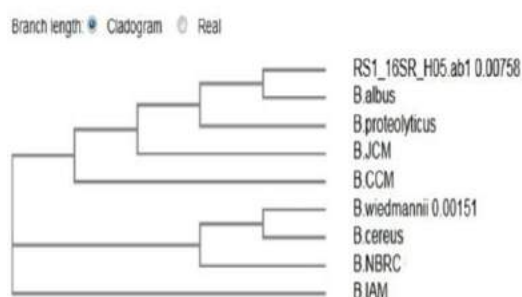 Branch length: Cladogram Real
RS1_16SR_H05.ab1 0.00758
B.albus
B.proteolyticus
B.JCM
B.CCM
B.wiedmannii 0.00151
B.cereus
B.NBRC
B.IAM